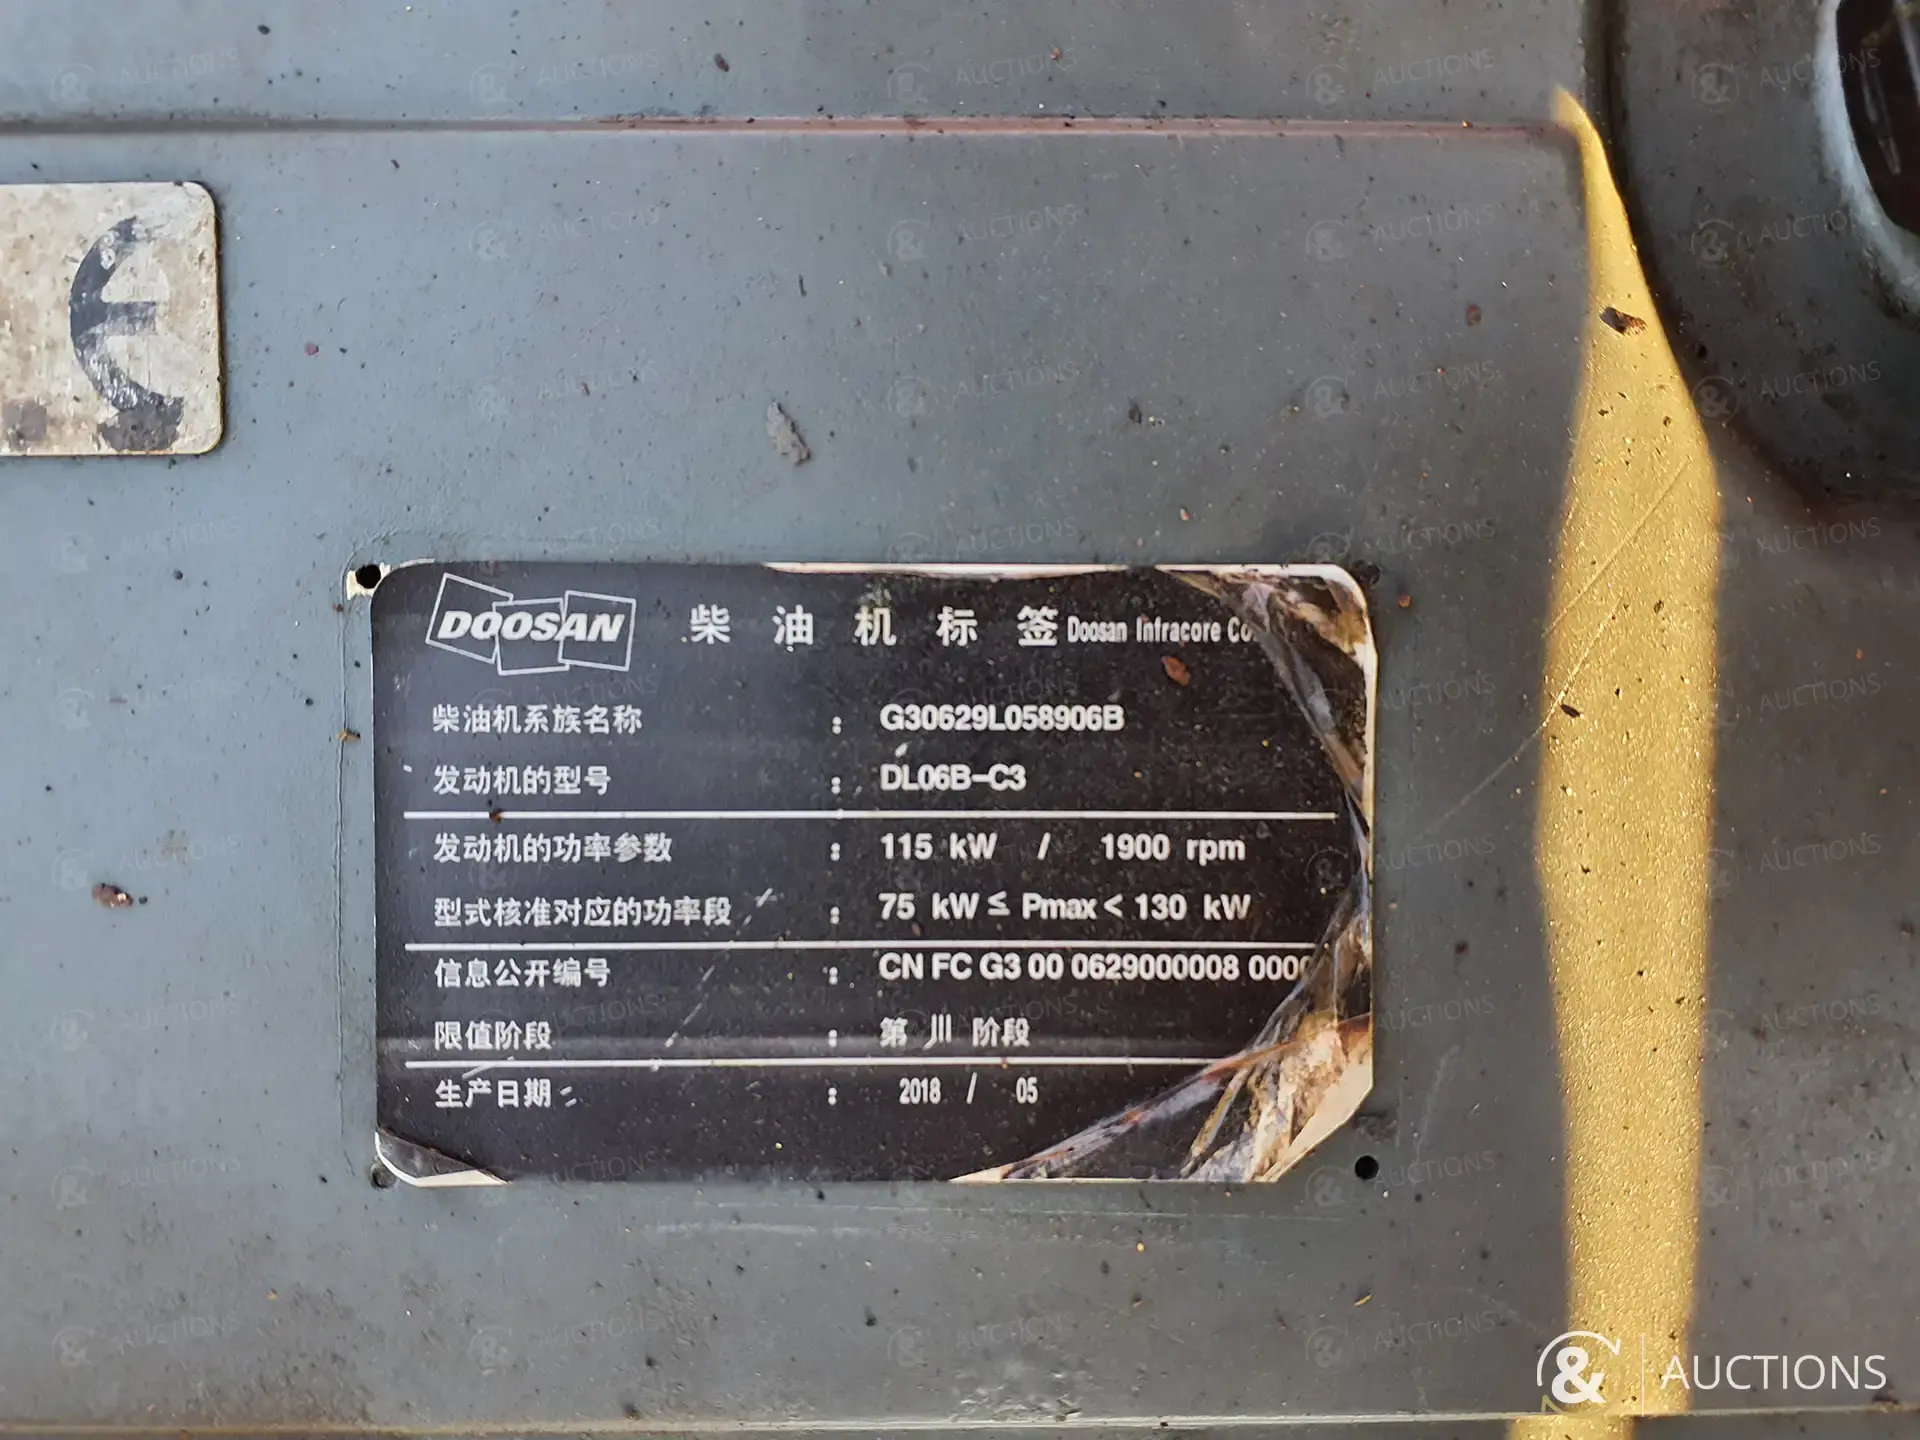 CE
DOOSAN 柴油机标签 Doosan Infracore Co.
柴油机系族名称 : G30629L058906B
发动机的型号 : DL06B-C3
发动机的功率参数 : 115 kW / 1900 rpm
型式核准对应的功率段 : 75 kW ≤ Pmax < 130 kW
信息公开编号 : CN FC G3 00 0629000008 000
限值阶段 : 第 III 阶段
生产日期 : 2018 / 05
& AUCTIONS